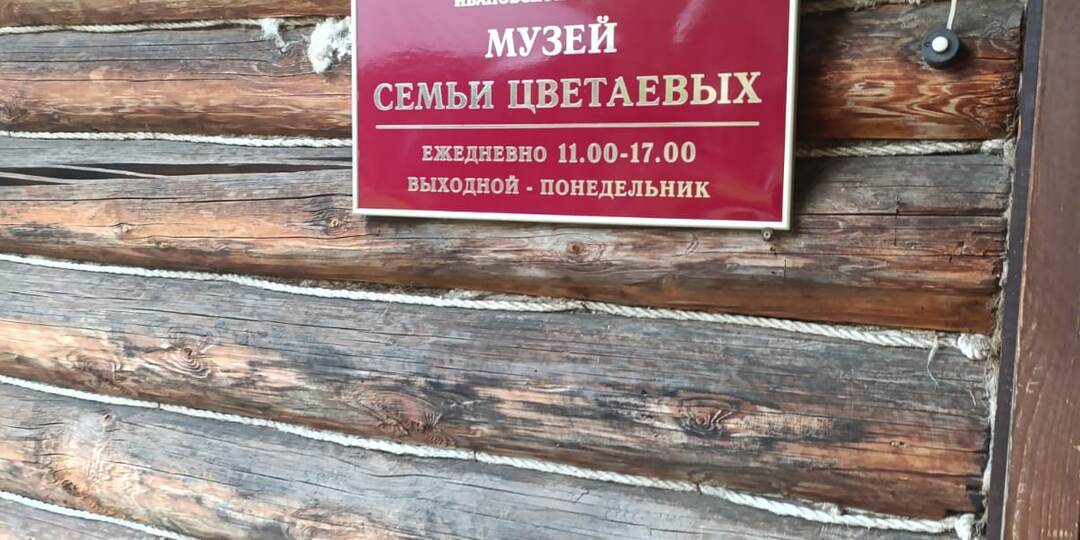 МУЗЕЙ
СЕМЬИ ЦВЕТАЕВЫХ
ЕЖЕДНЕВНО 11.00-17.00
ВЫХОДНОЙ - ПОНЕДЕЛЬНИК